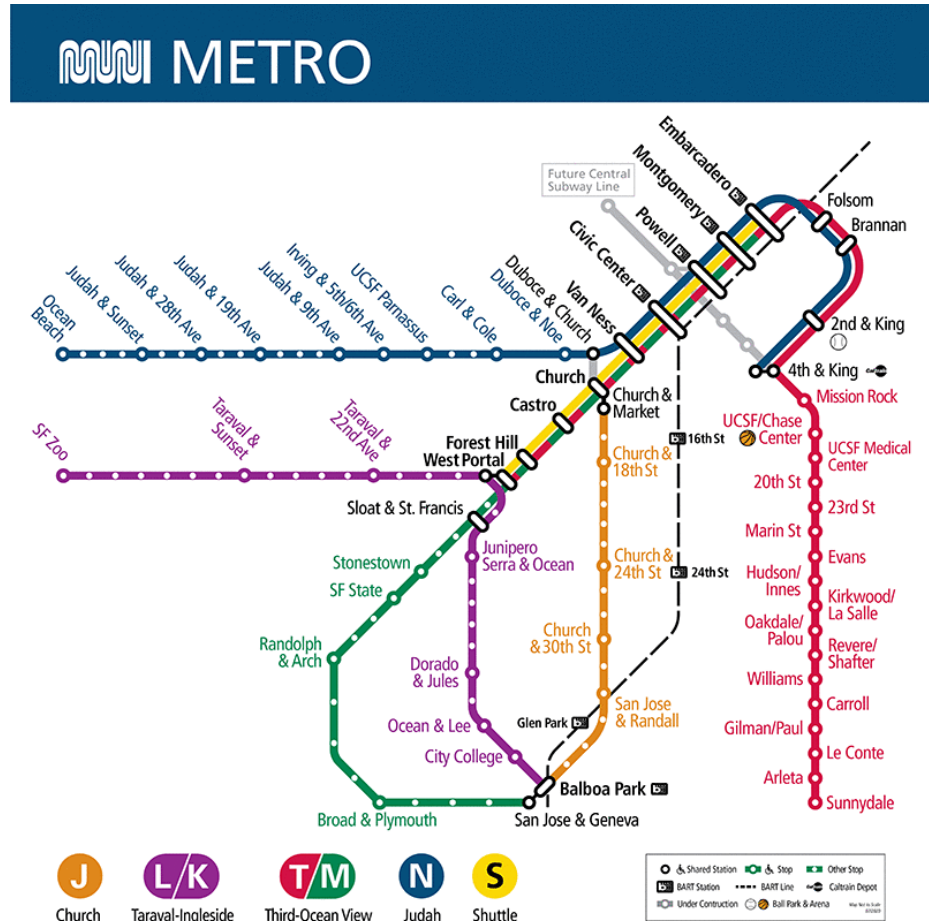 MUNI METRO
Embarcadero
Montgomery
Powell
Civic Center
Van Ness
Future Central
Subway Line
Folsom
Brannan
2nd & King
4th & King
Caltrain
Ocean
Beach
Judah & Sunset
Judah & 28th Ave
Judah & 19th Ave
Judah & 9th Ave
Irving & 5th/6th Ave
UCSF Parnassus
Carl & Cole
Duboce & Noe
Duboce & Church
Church
Church &
Market
Castro
Forest Hill
West Portal
SF Zoo
Taraval &
Sunset
Taraval &
22nd Ave
Sloat & St. Francis
Stonestown
SF State
Randolph
& Arch
Broad & Plymouth
Junipero
Serra & Ocean
Dorado
& Jules
Ocean & Lee
City College
Balboa Park
San Jose & Geneva
Church &
18th St
Church &
24th St
Church
& 30th St
San Jose
& Randall
16th St
24th St
Glen Park
Mission Rock
UCSF/Chase
Center
UCSF Medical
Center
20th St
23rd St
Marin St
Evans
Hudson/
Innes
Kirkwood/
La Salle
Oakdale/
Palou
Revere/
Shafter
Williams
Carroll
Gilman/Paul
Le Conte
Arleta
Sunnydale
J
Church
L/K
Taraval-Ingleside
T/M
Third-Ocean View
N
Judah
S
Shuttle
Shared Station
Stop
Other Stop
BART Station
BART Line
Caltrain Depot
Under Contruction
Ball Park & Arena
Map Not to Scale